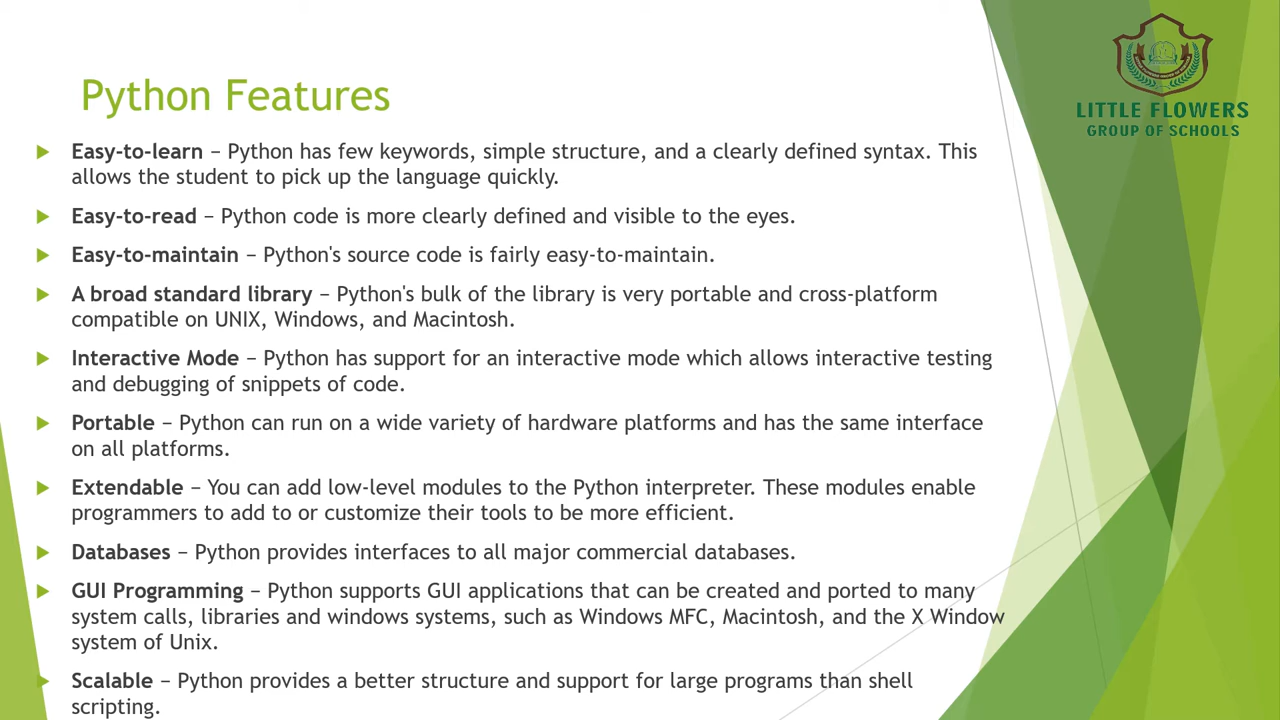 LITTLE FLOWERS
GROUP OF SCHOOLS
Python Features
Easy-to-learn − Python has few keywords, simple structure, and a clearly defined syntax. This
allows the student to pick up the language quickly.
Easy-to-read − Python code is more clearly defined and visible to the eyes.
Easy-to-maintain − Python's source code is fairly easy-to-maintain.
A broad standard library − Python's bulk of the library is very portable and cross-platform
compatible on UNIX, Windows, and Macintosh.
Interactive Mode − Python has support for an interactive mode which allows interactive testing
and debugging of snippets of code.
Portable − Python can run on a wide variety of hardware platforms and has the same interface
on all platforms.
Extendable − You can add low-level modules to the Python interpreter. These modules enable
programmers to add to or customize their tools to be more efficient.
Databases − Python provides interfaces to all major commercial databases.
GUI Programming − Python supports GUI applications that can be created and ported to many
system calls, libraries and windows systems, such as Windows MFC, Macintosh, and the X Window
system of Unix.
Scalable − Python provides a better structure and support for large programs than shell
scripting.